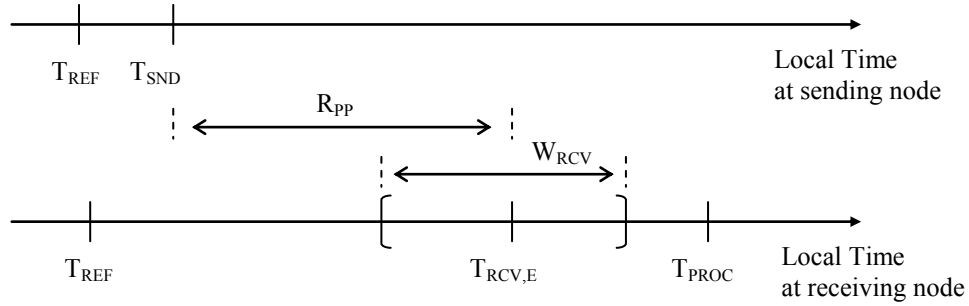 T_REF T_SND
Local Time
at sending node
R_PP
W_RCV
T_REF T_RCV,E T_PROC
Local Time
at receiving node